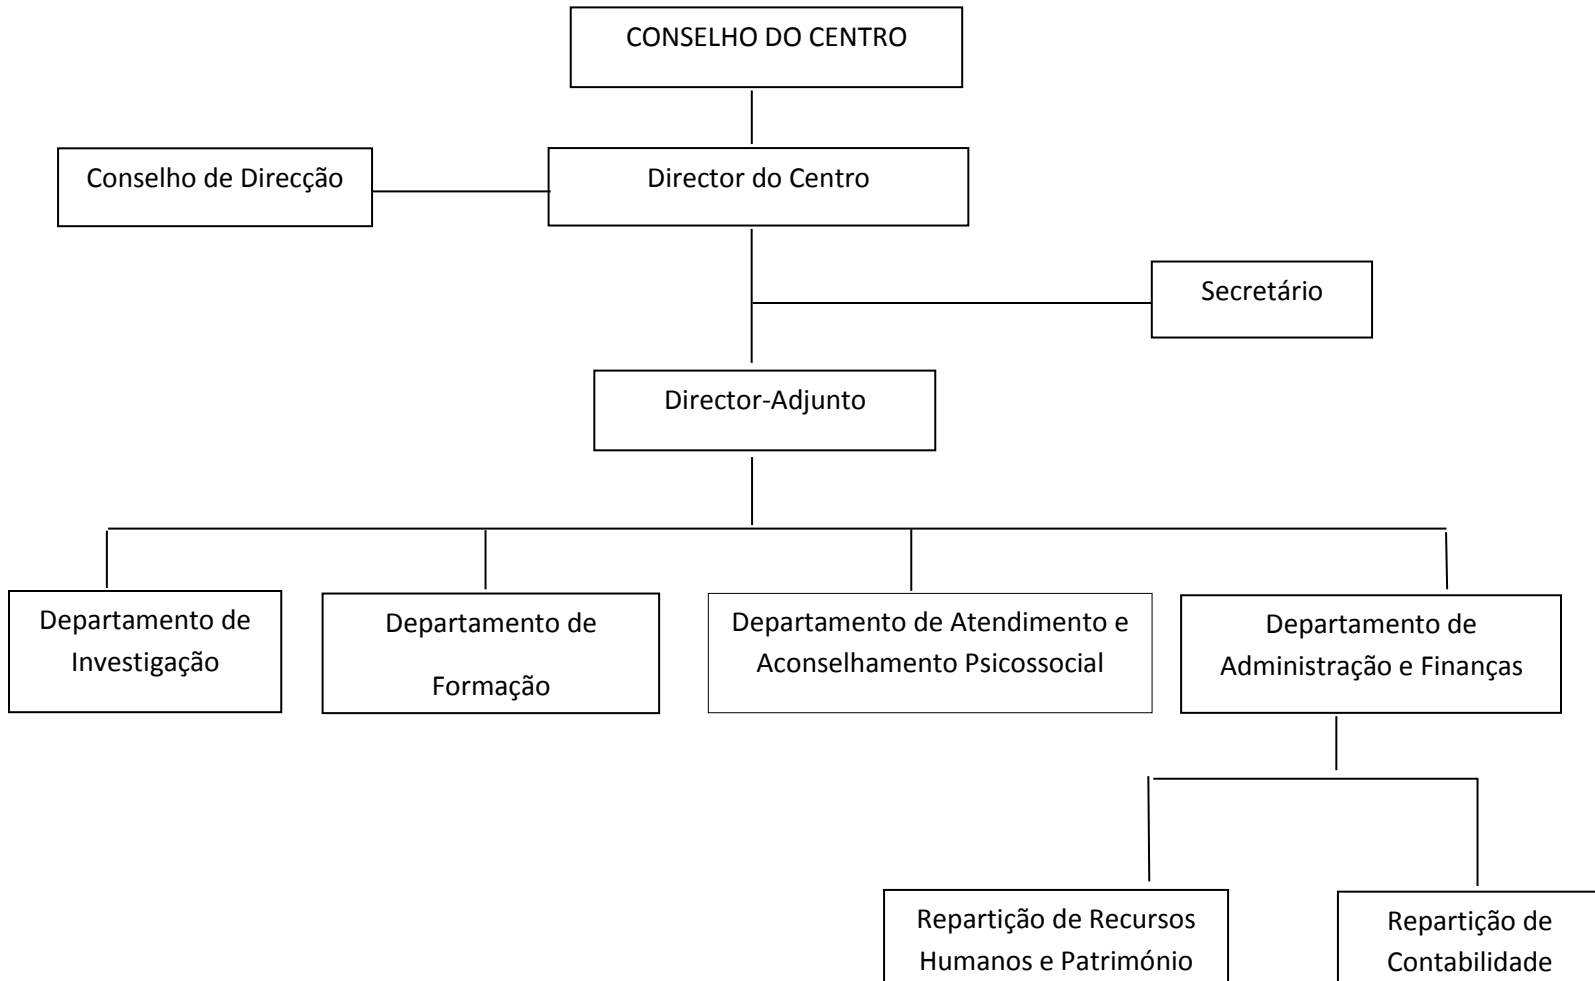 CONSELHO DO CENTRO
Conselho de Direcção
Director do Centro
Secretário
Director-Adjunto
Departamento de
Investigação
Departamento de
Formação
Departamento de Atendimento e
Aconselhamento Psicossocial
Departamento de
Administração e Finanças
Repartição de Recursos
Humanos e Património
Repartição de
Contabilidade